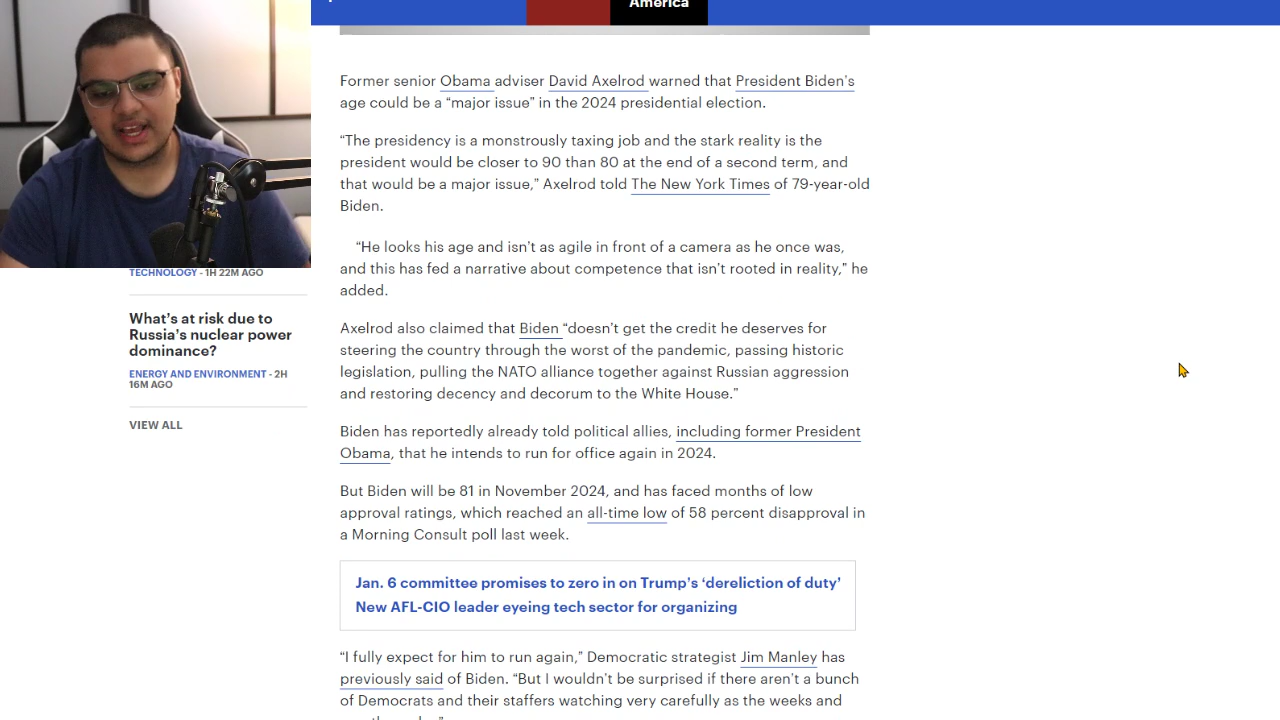 America
Former senior Obama adviser David Axelrod warned that President Biden's
age could be a “major issue” in the 2024 presidential election.
“The presidency is a monstrously taxing job and the stark reality is the
president would be closer to 90 than 80 at the end of a second term, and
that would be a major issue,” Axelrod told The New York Times of 79-year-old
Biden.
“He looks his age and isn’t as agile in front of a camera as he once was,
and this has fed a narrative about competence that isn’t rooted in reality,” he
added.
Axelrod also claimed that Biden “doesn’t get the credit he deserves for
steering the country through the worst of the pandemic, passing historic
legislation, pulling the NATO alliance together against Russian aggression
and restoring decency and decorum to the White House.”
Biden has reportedly already told political allies, including former President
Obama, that he intends to run for office again in 2024.
But Biden will be 81 in November 2024, and has faced months of low
approval ratings, which reached an all-time low of 58 percent disapproval in
a Morning Consult poll last week.
Jan. 6 committee promises to zero in on Trump’s ‘dereliction of duty’
New AFL-CIO leader eyeing tech sector for organizing
“I fully expect for him to run again,” Democratic strategist Jim Manley has
previously said of Biden. “But I wouldn’t be surprised if there aren’t a bunch
of Democrats and their staffers watching very carefully as the weeks and
TECHNOLOGY - 1H 22M AGO
What’s at risk due to
Russia’s nuclear power
dominance?
ENERGY AND ENVIRONMENT - 2H
16M AGO
VIEW ALL